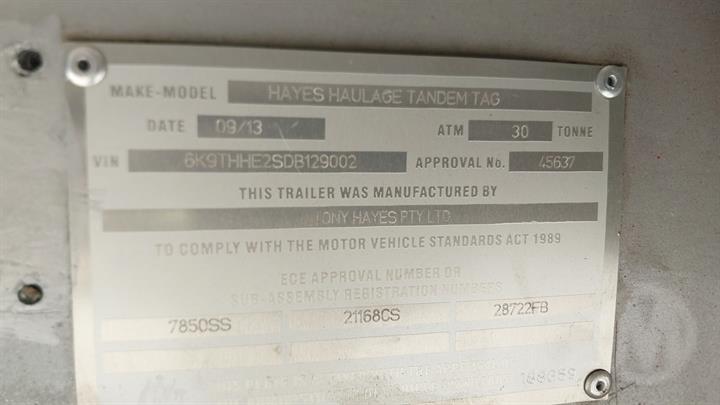 MAKE-MODEL HAYES HAULAGE TANDEM TAG
DATE 09/13 ATM 30 TONNE
VIN 6K9THHE2SDB129002 APPROVAL No. 45637
THIS TRAILER WAS MANUFACTURED BY
TONY HAYES PTY LTD
TO COMPLY WITH THE MOTOR VEHICLE STANDARDS ACT 1989
ECE APPROVAL NUMBER OR
SUB-ASSEMBLY REGISTRATION NUMBERS
7850SS 21168CS 28722FB